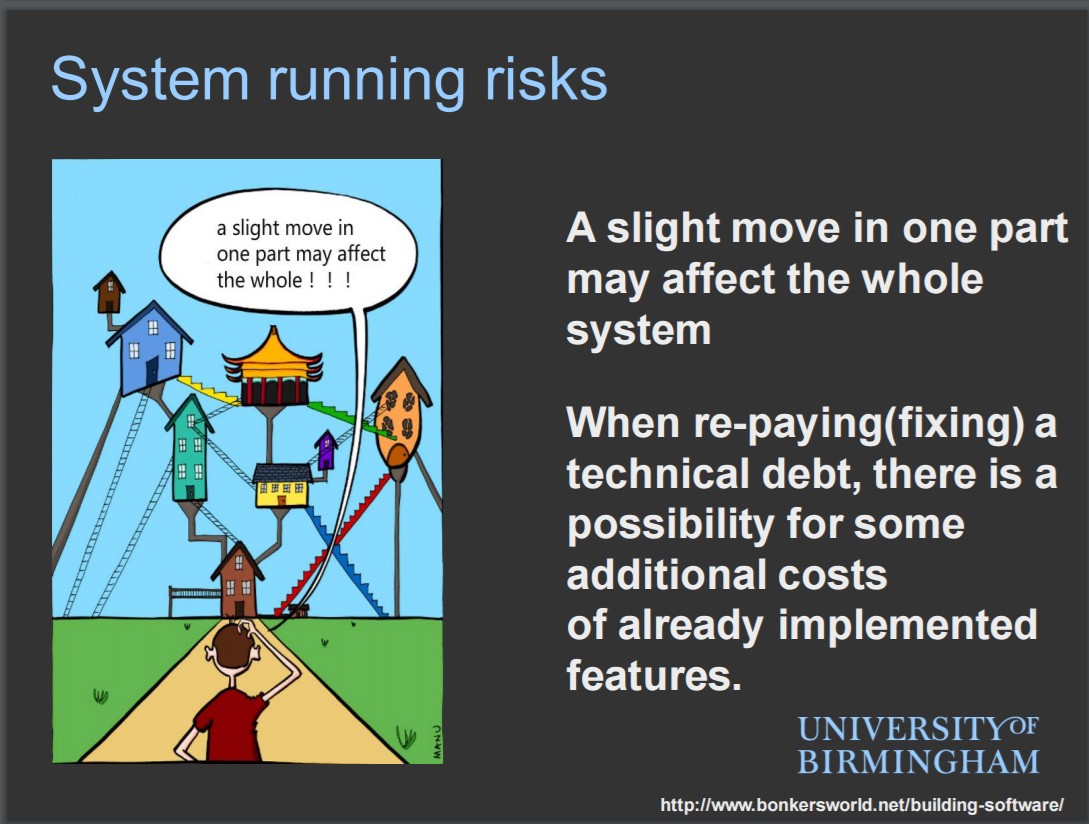 System running risks
a slight move in
one part may affect
the whole ! ! !
A slight move in one part
may affect the whole
system
When re-paying(fixing) a
technical debt, there is a
possibility for some
additional costs
of already implemented
features.
MANU
UNIVERSITY OF
BIRMINGHAM
http://www.bonkersworld.net/building-software/